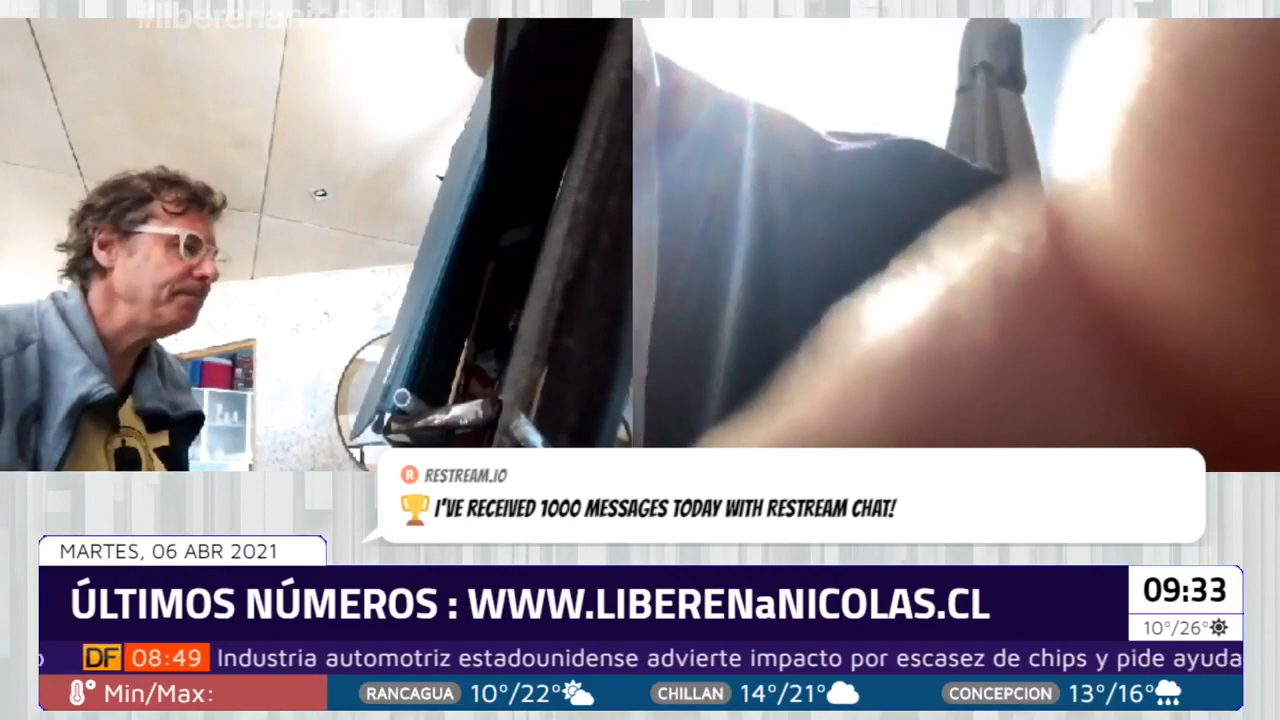 #liberenanicolas
R RESTREAM.IO
I'VE RECEIVED 1000 MESSAGES TODAY WITH RESTREAM CHAT!
MARTES, 06 ABR 2021
ÚLTIMOS NÚMEROS : WWW.LIBERENaNICOLAS.CL
09:33
10°/26°
DF 08:49 Industria automotriz estadounidense advierte impacto por escasez de chips y pide ayuda
Min/Max: RANCAGUA 10°/22° CHILLAN 14°/21° CONCEPCION 13°/16°